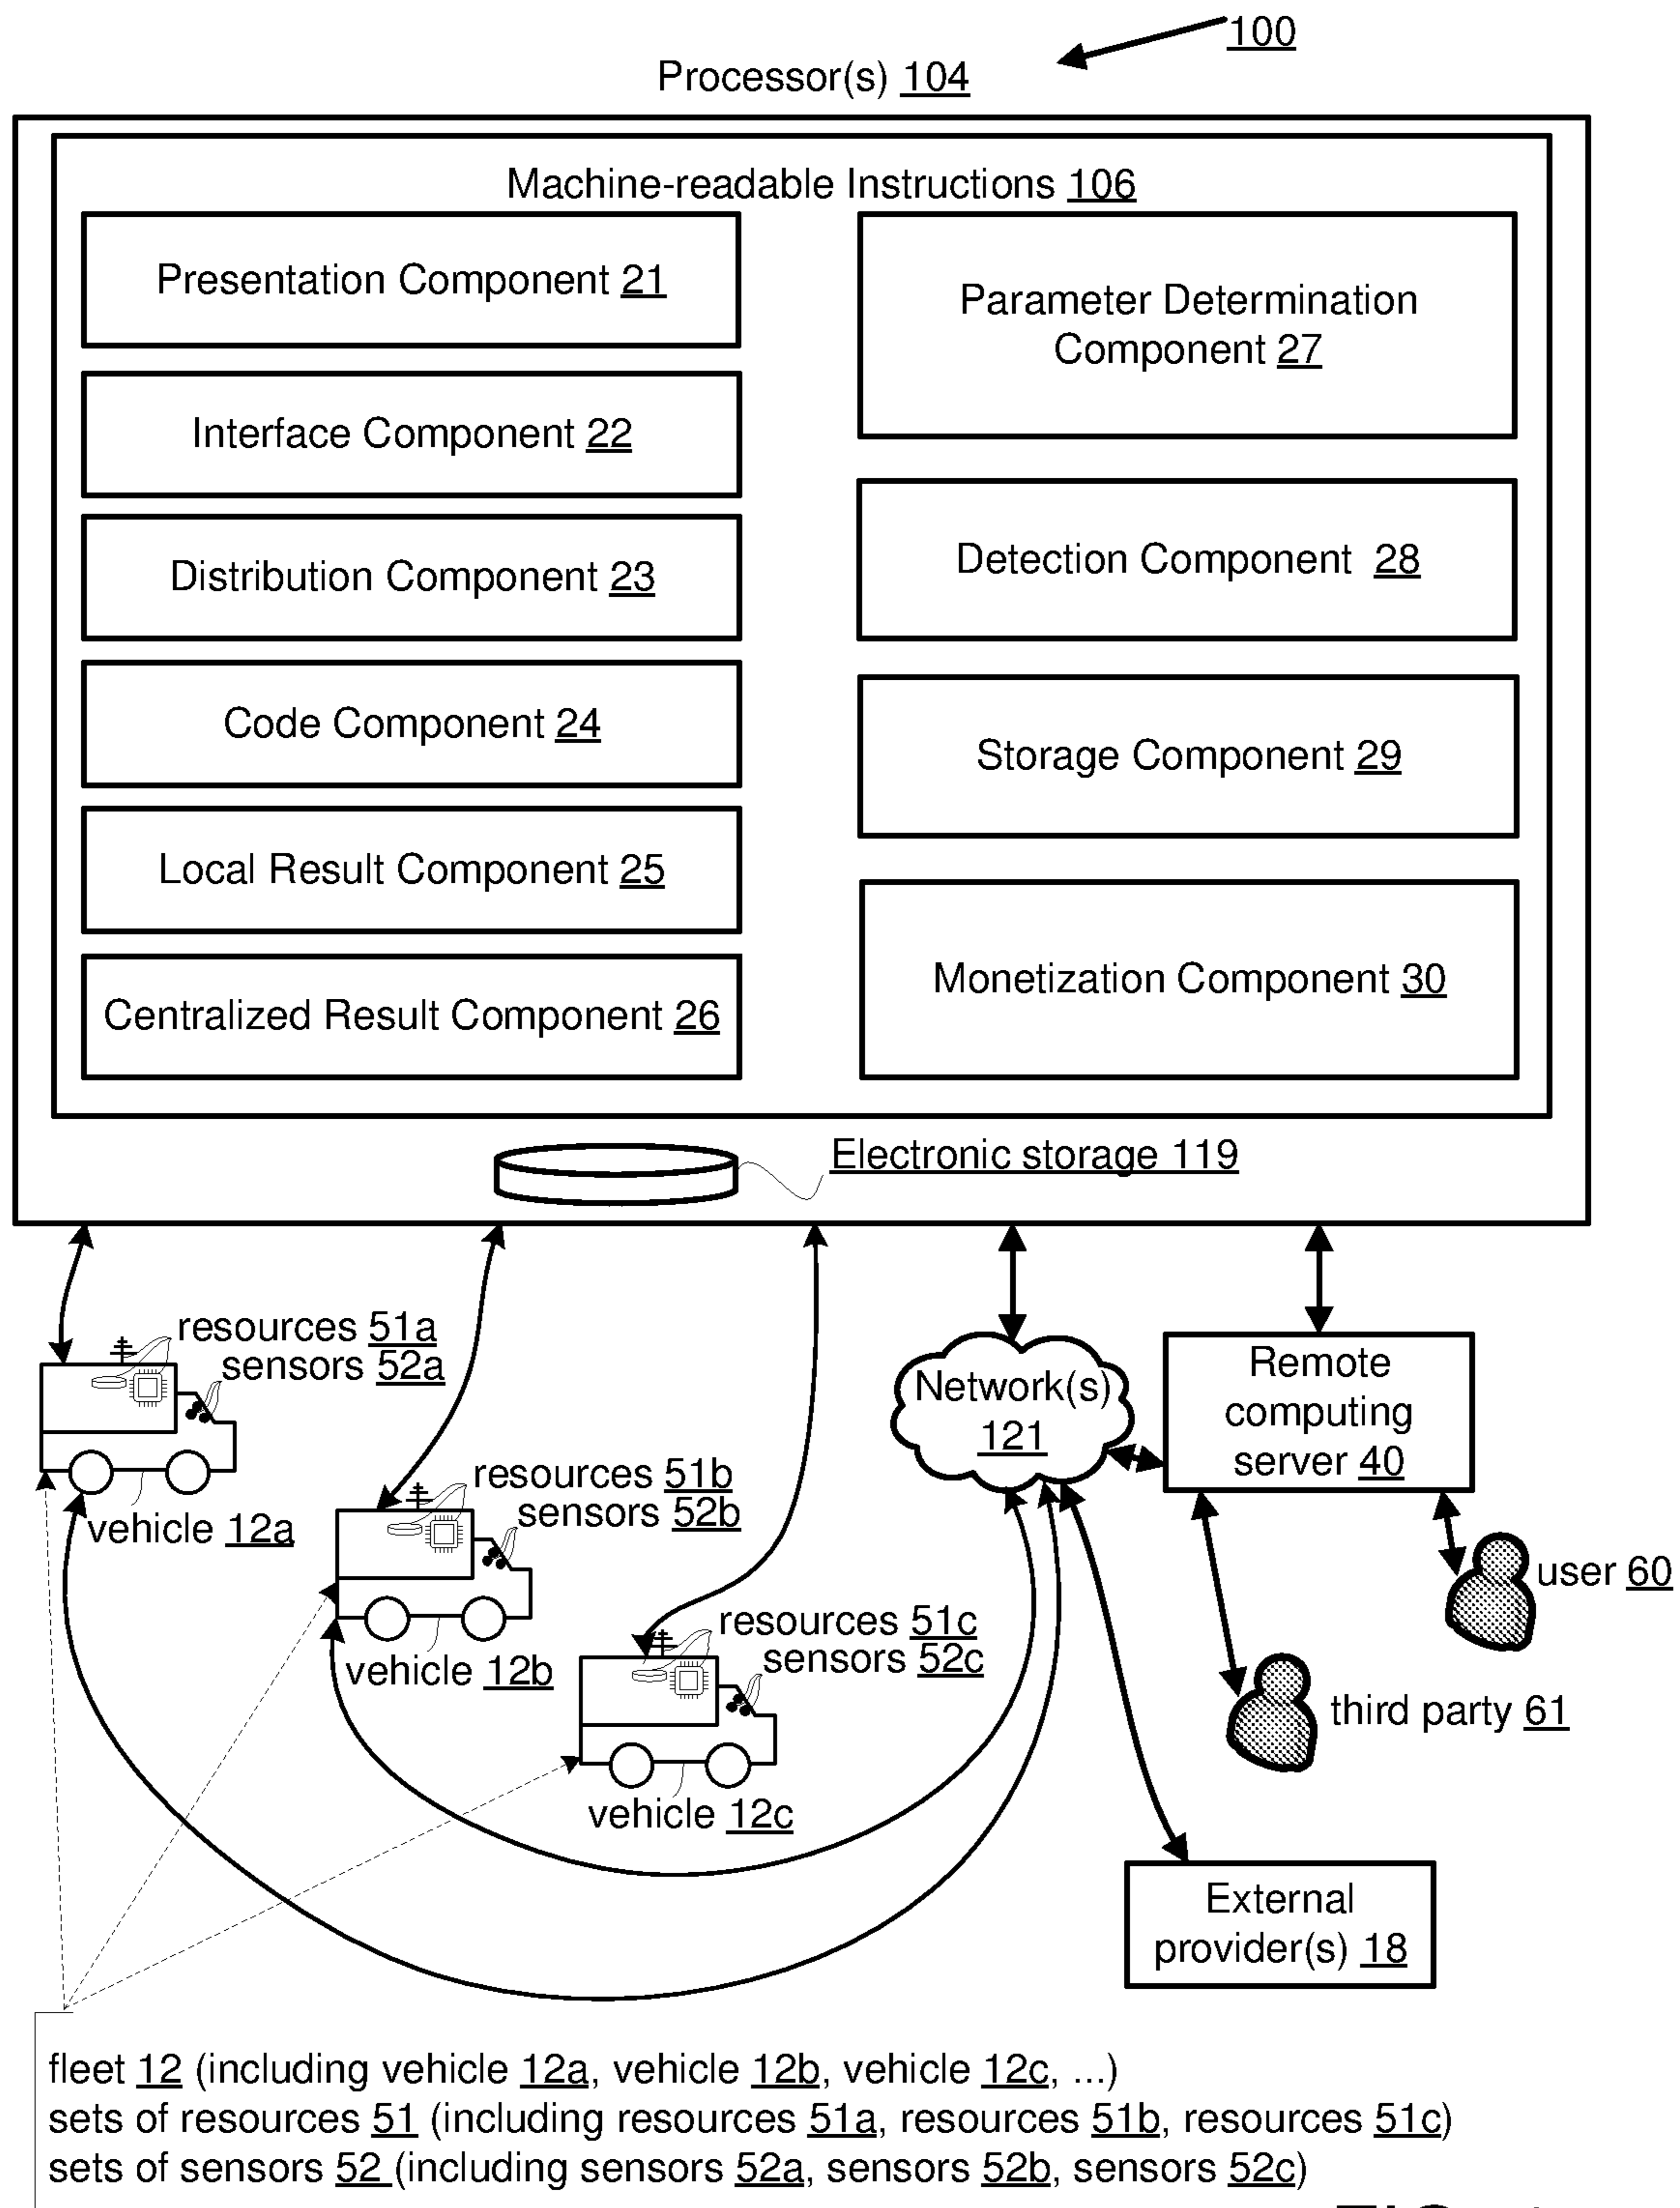 100
Processor(s) 104
Machine-readable Instructions 106
Presentation Component 21
Interface Component 22
Distribution Component 23
Code Component 24
Local Result Component 25
Centralized Result Component 26
Parameter Determination
Component 27
Detection Component 28
Storage Component 29
Monetization Component 30
Electronic storage 119
resources 51a
sensors 52a
vehicle 12a
resources 51b
sensors 52b
vehicle 12b
resources 51c
sensors 52c
vehicle 12c
Network(s)
121
Remote
computing
server 40
user 60
third party 61
External
provider(s) 18
fleet 12 (including vehicle 12a, vehicle 12b, vehicle 12c, ...)
sets of resources 51 (including resources 51a, resources 51b, resources 51c)
sets of sensors 52 (including sensors 52a, sensors 52b, sensors 52c)